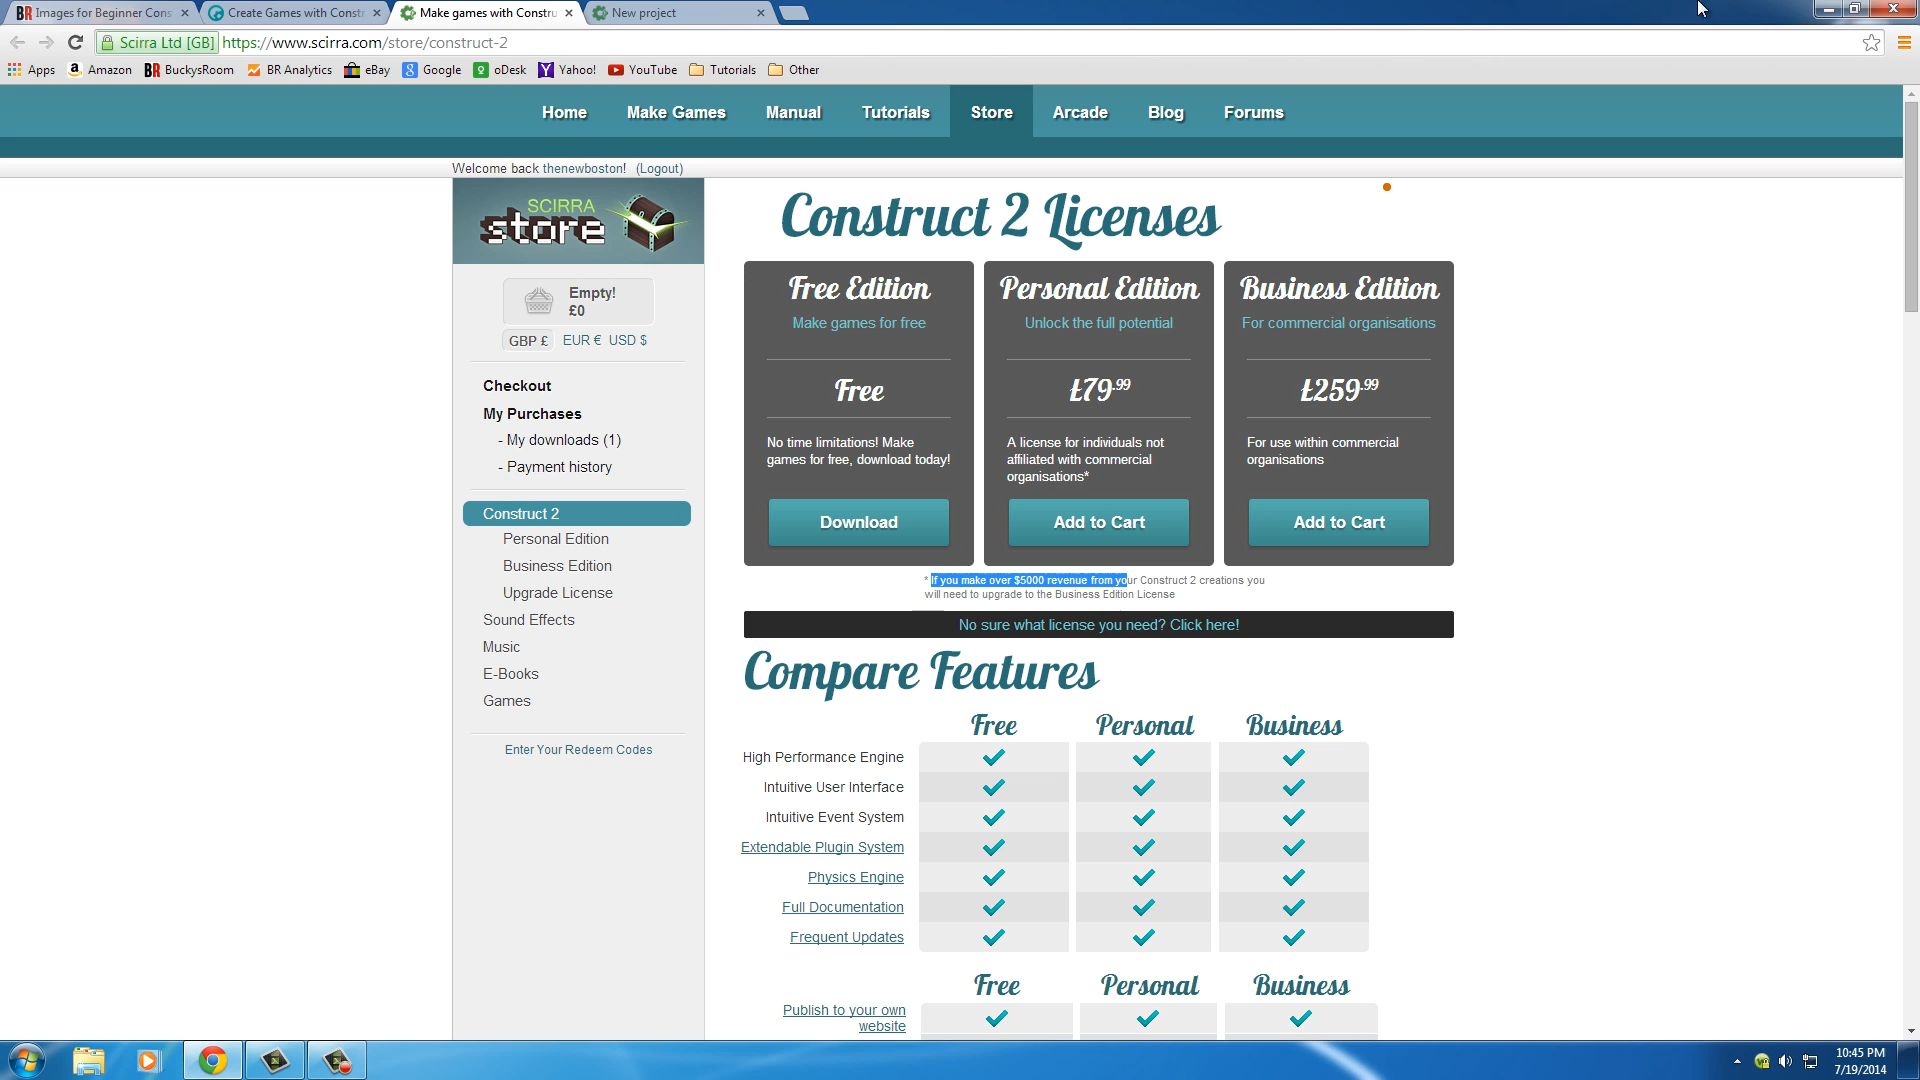 Images for Beginner Cons
Create Games with Constr
Make games with Constru
New project
Scirra Ltd [GB]
https://www.scirra.com/store/construct-2
Apps
Amazon
BuckysRoom
BR Analytics
eBay
Google
oDesk
Yahoo!
YouTube
Tutorials
Other
Home
Make Games
Manual
Tutorials
Store
Arcade
Blog
Forums
Welcome back thenewboston! (Logout)
SCIRRA
store
Empty!
£0
GBP £ EUR € USD $
Checkout
My Purchases
- My downloads (1)
- Payment history
Construct 2
Personal Edition
Business Edition
Upgrade License
Sound Effects
Music
E-Books
Games
Enter Your Redeem Codes
Construct 2 Licenses
Free Edition
Make games for free
Free
No time limitations! Make
games for free, download today!
Download
Personal Edition
Unlock the full potential
£79.99
A license for individuals not
affiliated with commercial
organisations*
Add to Cart
Business Edition
For commercial organisations
£259.99
For use within commercial
organisations
Add to Cart
* If you make over $5000 revenue from your Construct 2 creations you
will need to upgrade to the Business Edition License
No sure what license you need? Click here!
Compare Features
Free Personal Business
High Performance Engine
Intuitive User Interface
Intuitive Event System
Extendable Plugin System
Physics Engine
Full Documentation
Frequent Updates
Free Personal Business
Publish to your own
website
10:45 PM
7/19/2014